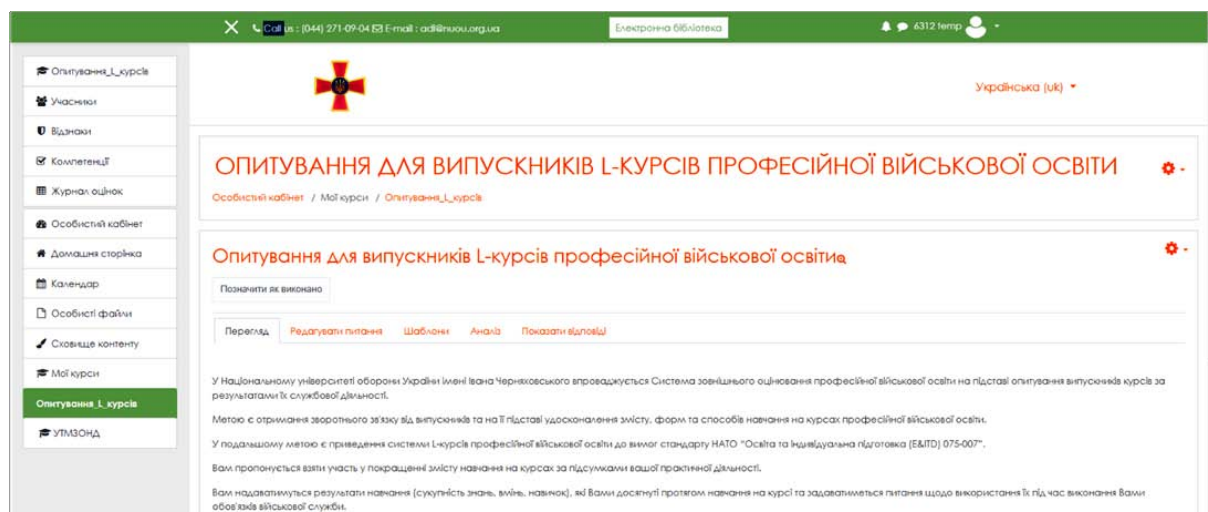 Call us : (044) 271-09-04 E-mail : adl@nuou.org.ua
Електронна бібліотека
6312 temp
Українська (uk)
Опитування_L_курсів
Учасники
Відзнаки
Компетенції
Журнал оцінок
Особистий кабінет
Домашня сторінка
Календар
Особисті файли
Сховище контенту
Мої курси
Опитування_L_курсів
УТМЗОНД
ОПИТУВАННЯ ДЛЯ ВИПУСКНИКІВ L-КУРСІВ ПРОФЕСІЙНОЇ ВІЙСЬКОВОЇ ОСВІТИ
Особистий кабінет / Мої курси / Опитування_L_курсів
Опитування для випускників L-курсів професійної військової освіти
Позначити як виконано
Перегляд Редагувати питання Шаблони Аналіз Показати відповіді
У Національному університеті оборони України імені Івана Черняховського впроваджується Система зовнішнього оцінювання професійної військової освіти на підставі опитування випускників курсів за
результатами їх службової діяльності.
Метою є отримання зворотнього зв'язку від випускників та на її підставі удосконалення змісту, форм та способів навчання на курсах професійної військової освіти.
У подальшому метою є приведення системи L-курсів професійної військової освіти до вимог стандарту НАТО "Освіта та індивідуальна підготовка (E&ITD) 075-007".
Вам пропонується взяти участь у покращенні змісту навчання на курсах за підсумками вашої практичної діяльності.
Вам надаватимуться результати навчання (сукупність знань, вмінь, навичок), які Вами досягнуті протягом навчання на курсі та задаватиметься питання щодо використання їх під час виконання Вами
обов'язків військової служби.